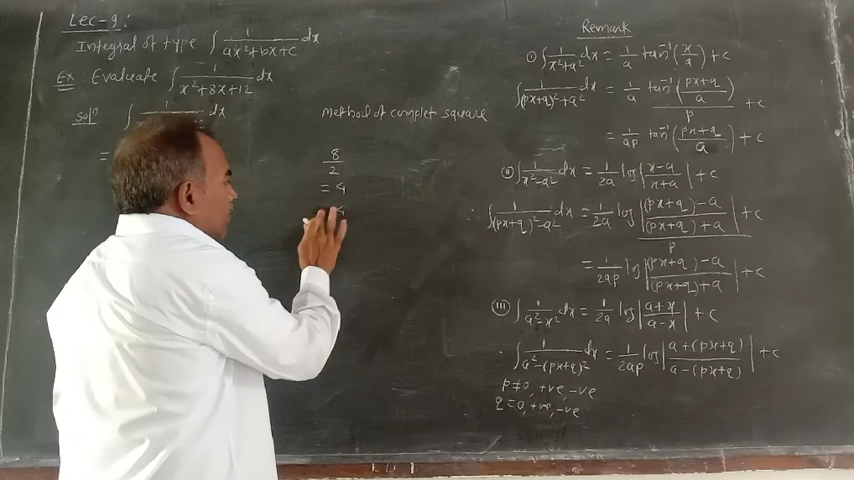 Lec-9:
Integral of type ∫ 1/(ax²+bx+c) dx
Ex: Evaluate ∫ 1/(x²+8x+12) dx
Solⁿ ∫ 1 dx
=
method of complet square
8/2
= 4
Remark
(i) ∫ 1/(x²+a²) dx = 1/a tan⁻¹(x/a) + c
∫ 1/((px+q)²+a²) dx = 1/a tan⁻¹((px+q)/a)/p + c
= 1/ap tan⁻¹((px+q)/a) + c
(ii) ∫ 1/(x²-a²) dx = 1/2a log|(x-a)/(x+a)| + c
∴ ∫ 1/((px+q)²-a²) dx = 1/2a log|((px+q)-a)/((px+q)+a)|/p + c
= 1/2ap log|((px+q)-a)/((px+q)+a)| + c
(iii) ∫ 1/(a²-x²) dx = 1/2a log|(a+x)/(a-x)| + c
∫ 1/(a²-(px+q)²) dx = 1/2ap log|(a+(px+q))/(a-(px+q))| + c
p≠0, +ve, -ve
q=0, +ve, -ve